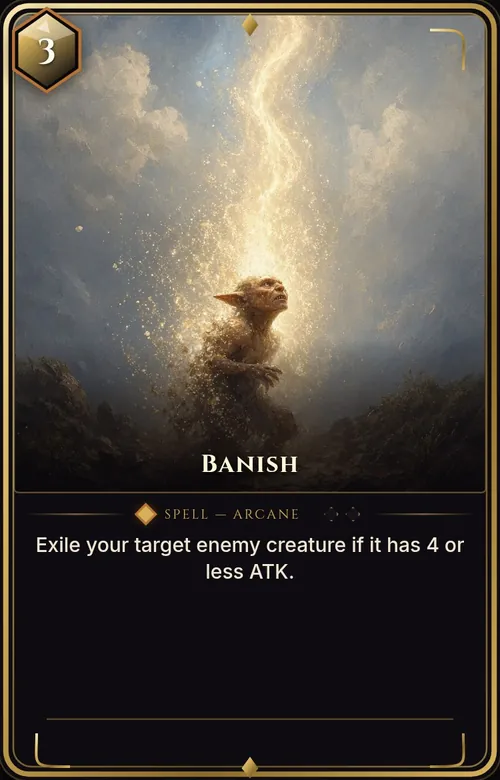 3
Banish
SPELL — ARCANE
Exile your target enemy creature if it has 4 or
less ATK.